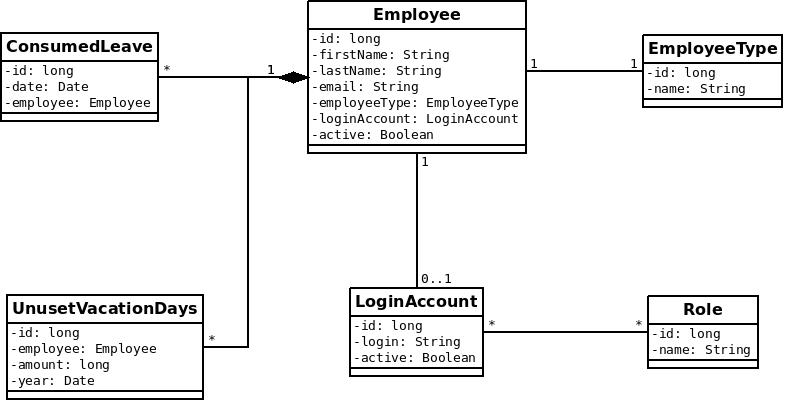 Employee
-id: long
-firstName: String
-lastName: String
-email: String
-employeeType: EmployeeType
-loginAccount: LoginAccount
-active: Boolean
ConsumedLeave
-id: long
-date: Date
-employee: Employee
*
1
1
1
EmployeeType
-id: long
-name: String
1
0..1
UnusetVacationDays
-id: long
-employee: Employee
-amount: long
-year: Date
*
LoginAccount
-id: long
-login: String
-active: Boolean
*
*
Role
-id: long
-name: String